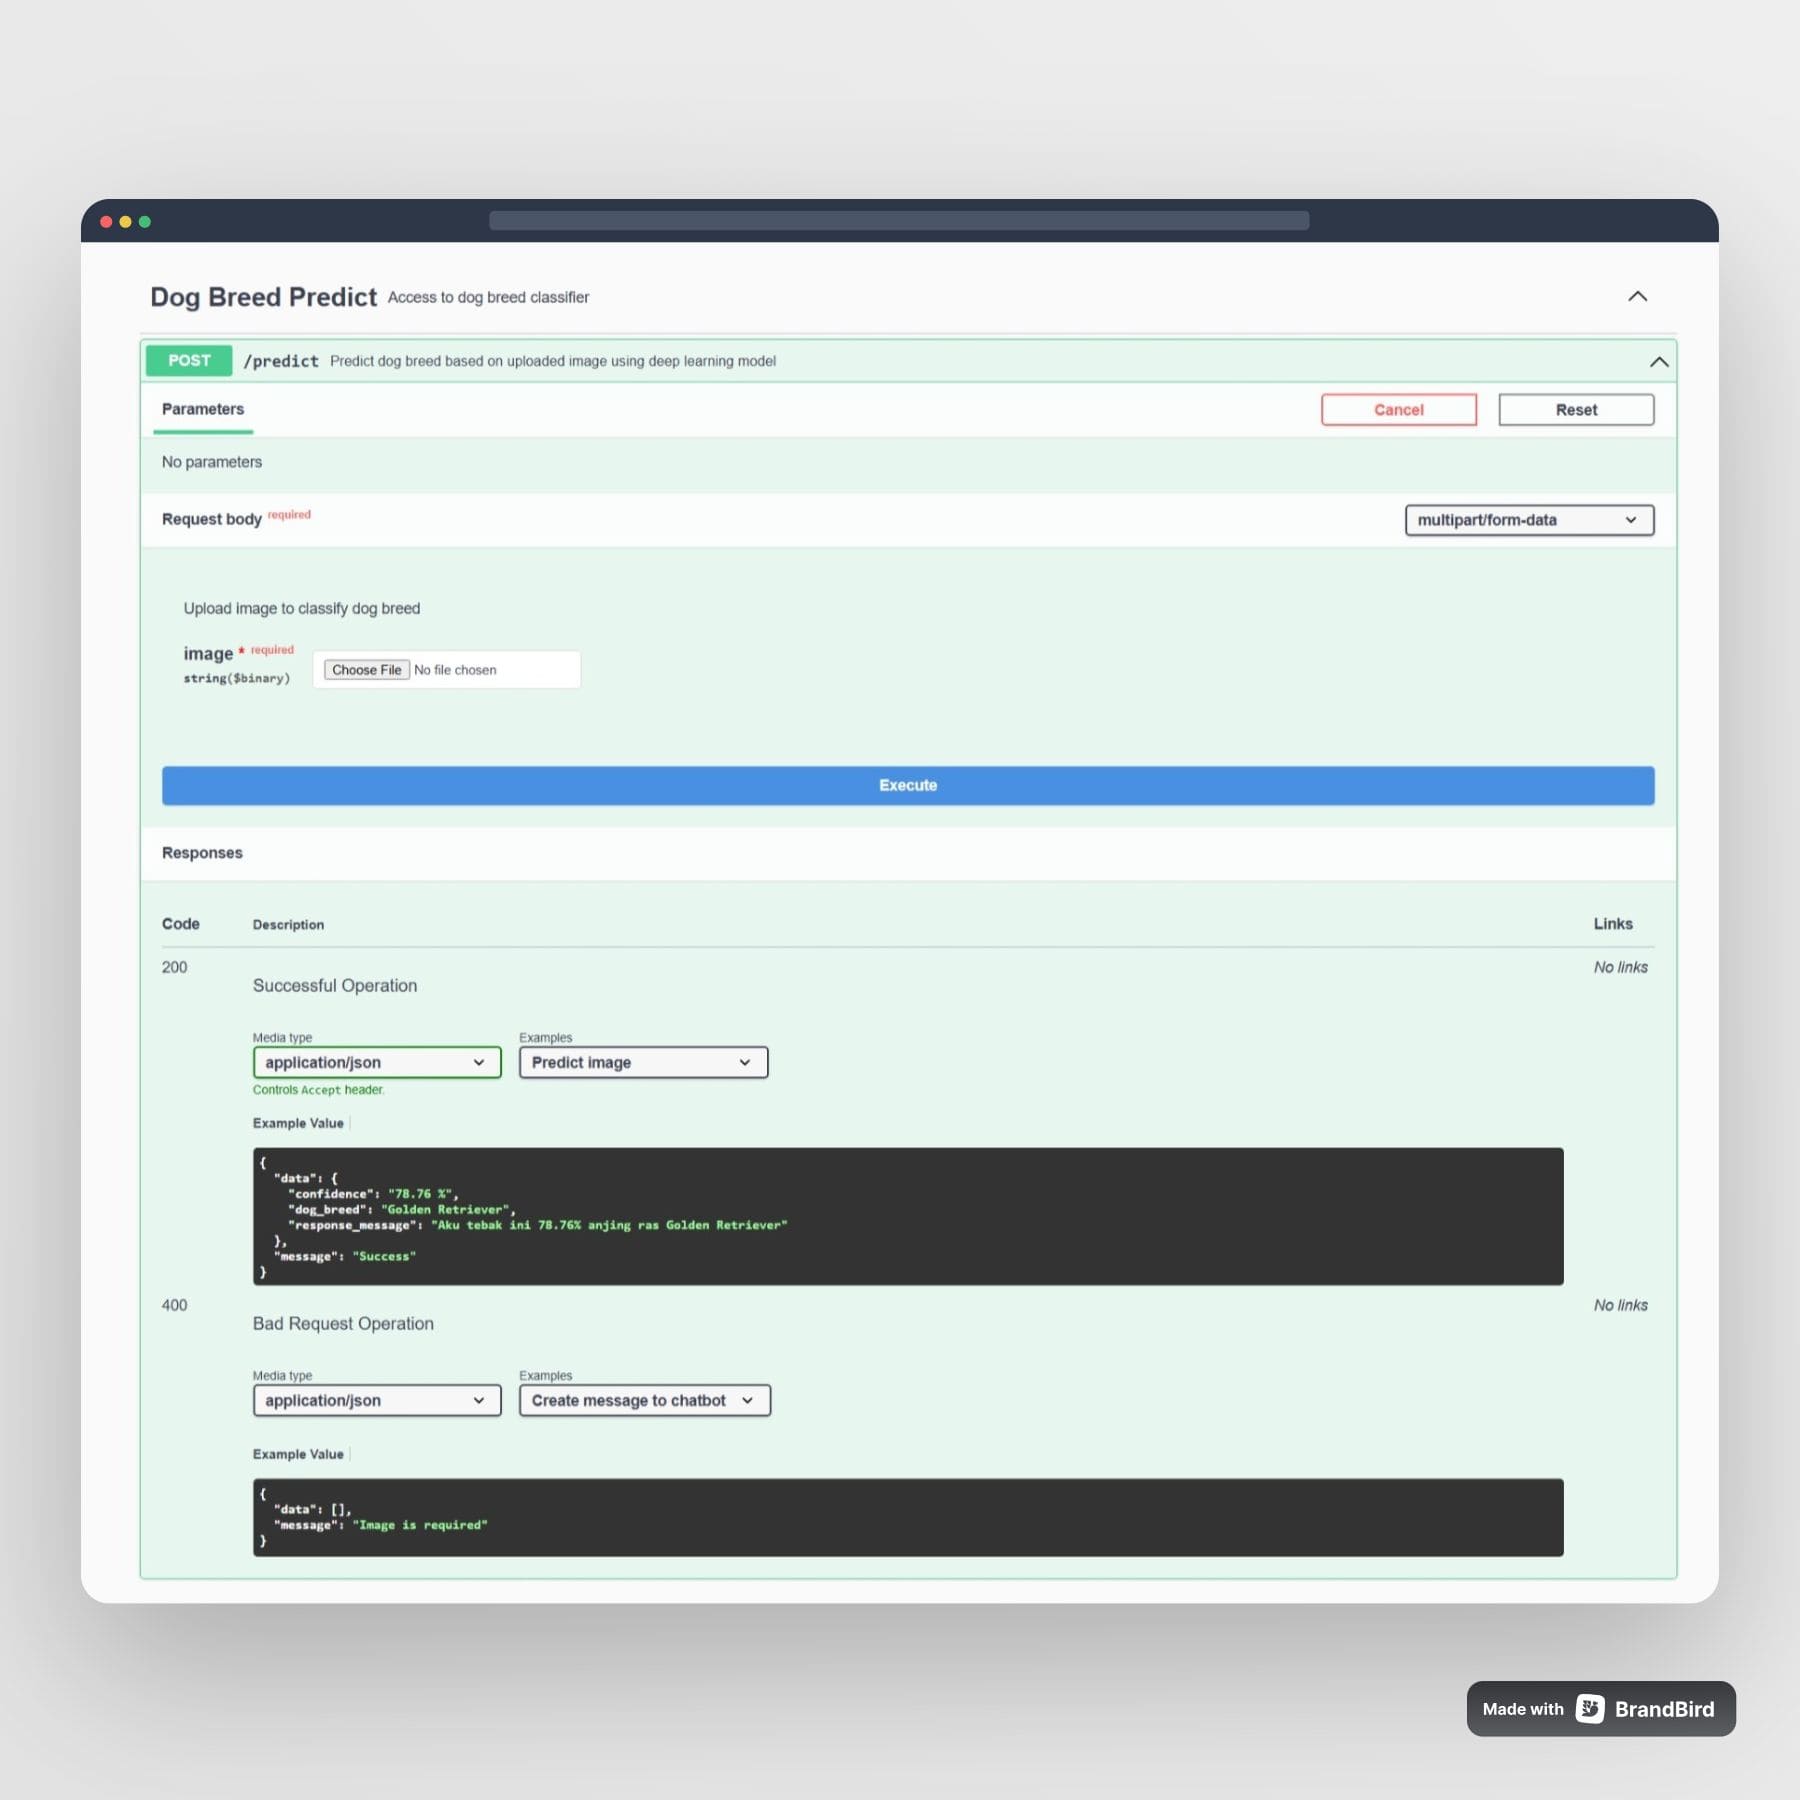 Dog Breed Predict Access to dog breed classifier
POST /predict Predict dog breed based on uploaded image using deep learning model
Parameters Cancel Reset
No parameters
Request body required multipart/form-data
Upload image to classify dog breed
image * required
string($binary) Choose File No file chosen
Execute
Responses
Code Description Links
200 No links
Successful Operation
Media type Examples
application/json Predict image
Controls Accept header.
Example Value
{
"data": {
"confidence": "78.76 %",
"dog_breed": "Golden Retriever",
"response_message": "Aku tebak ini 78.76% anjing ras Golden Retriever"
},
"message": "Success"
}
400 No links
Bad Request Operation
Media type Examples
application/json Create message to chatbot
Example Value
{
"data": [],
"message": "Image is required"
}
Made with BrandBird